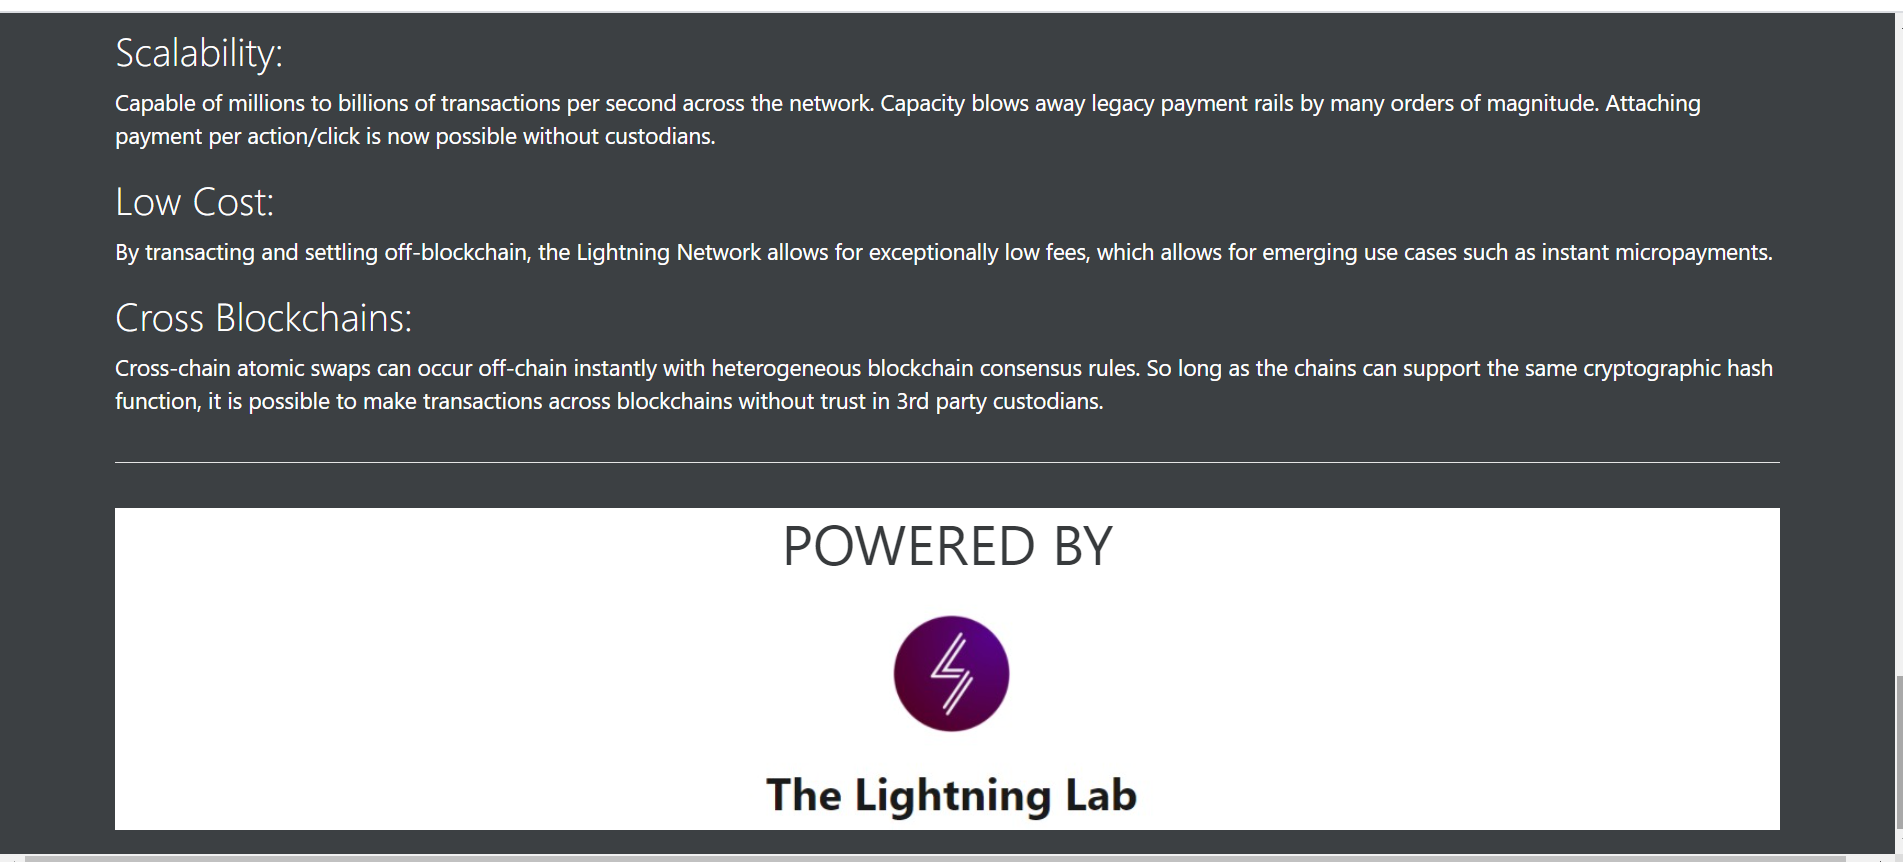 Scalability:
Capable of millions to billions of transactions per second across the network. Capacity blows away legacy payment rails by many orders of magnitude. Attaching
payment per action/click is now possible without custodians.
Low Cost:
By transacting and settling off-blockchain, the Lightning Network allows for exceptionally low fees, which allows for emerging use cases such as instant micropayments.
Cross Blockchains:
Cross-chain atomic swaps can occur off-chain instantly with heterogeneous blockchain consensus rules. So long as the chains can support the same cryptographic hash
function, it is possible to make transactions across blockchains without trust in 3rd party custodians.
POWERED BY
The Lightning Lab